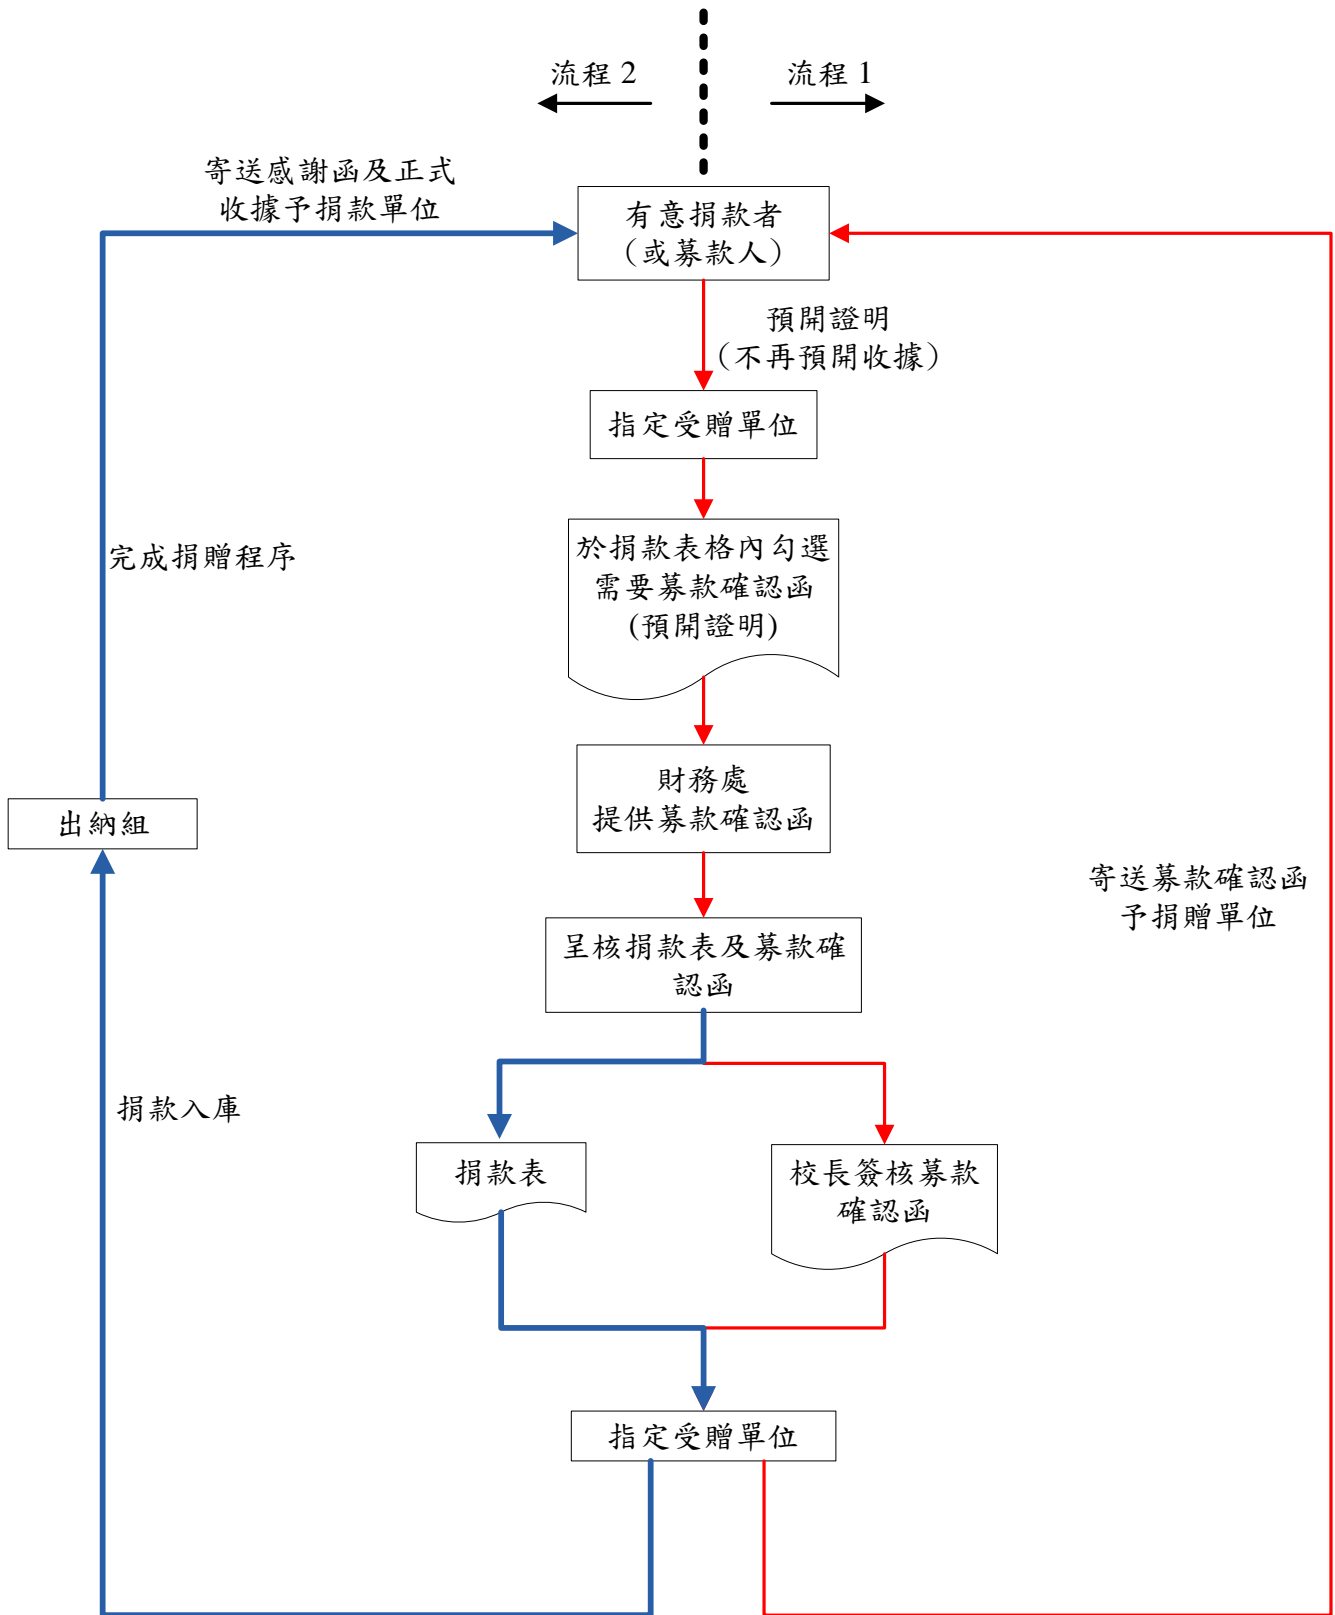 流程 2
流程 1
寄送感謝函及正式
收據予捐款單位
有意捐款者
（或募款人）
預開證明
（不再預開收據）
指定受贈單位
於捐款表格內勾選
需要募款確認函
(預開證明)
完成捐贈程序
財務處
提供募款確認函
出納組
寄送募款確認函
予捐贈單位
呈核捐款表及募款確
認函
捐款入庫
捐款表
校長簽核募款
確認函
指定受贈單位